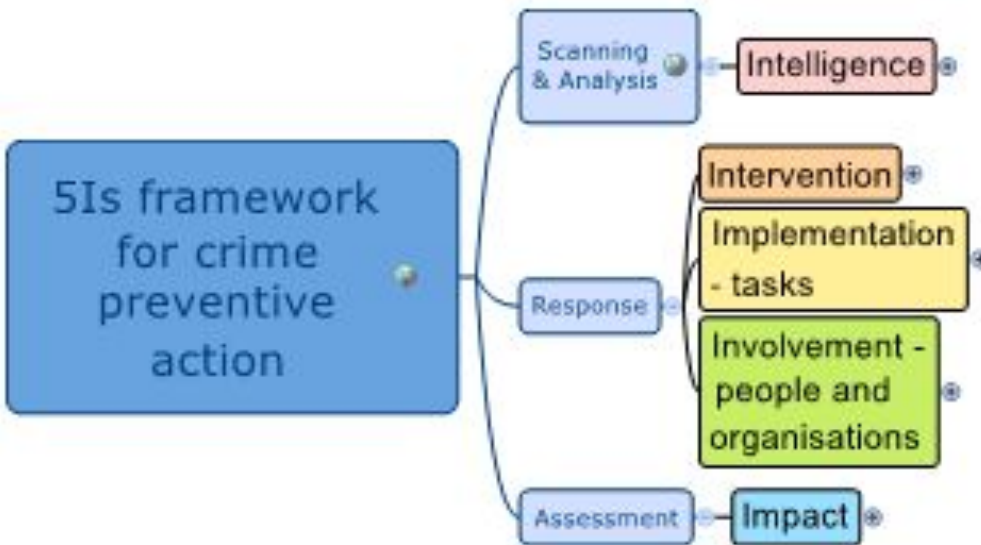 5Is framework
for crime
preventive
action
Scanning
& Analysis
Intelligence
Response
Intervention
Implementation
- tasks
Involvement -
people and
organisations
Assessment
Impact